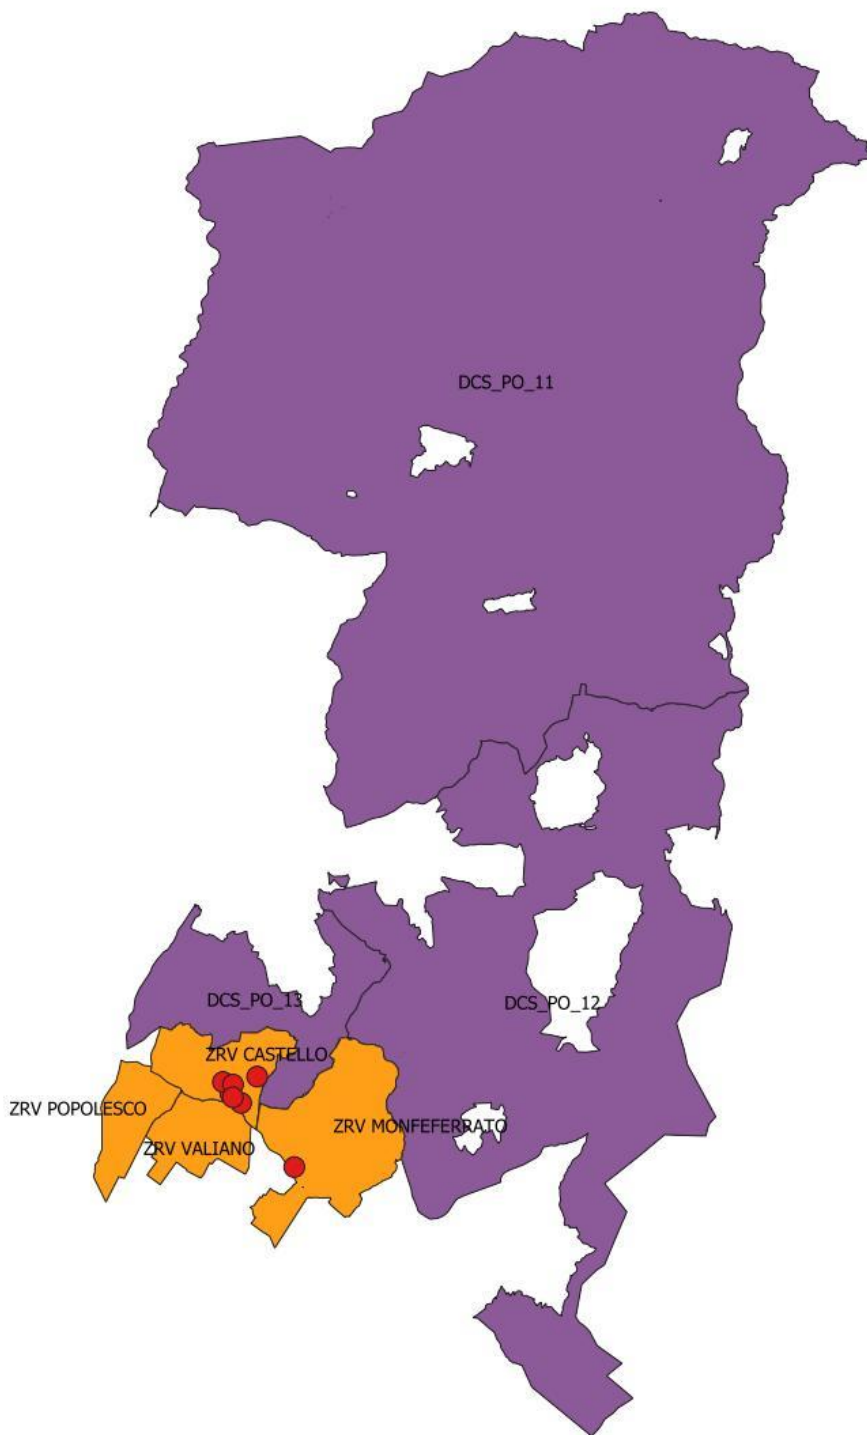 DCS_PO_11
DCS_PO_13
DCS_PO_12
ZRV CASTELLO
ZRV POPOLESCO
ZRV MONFEFERRATO
ZRV VALIANO